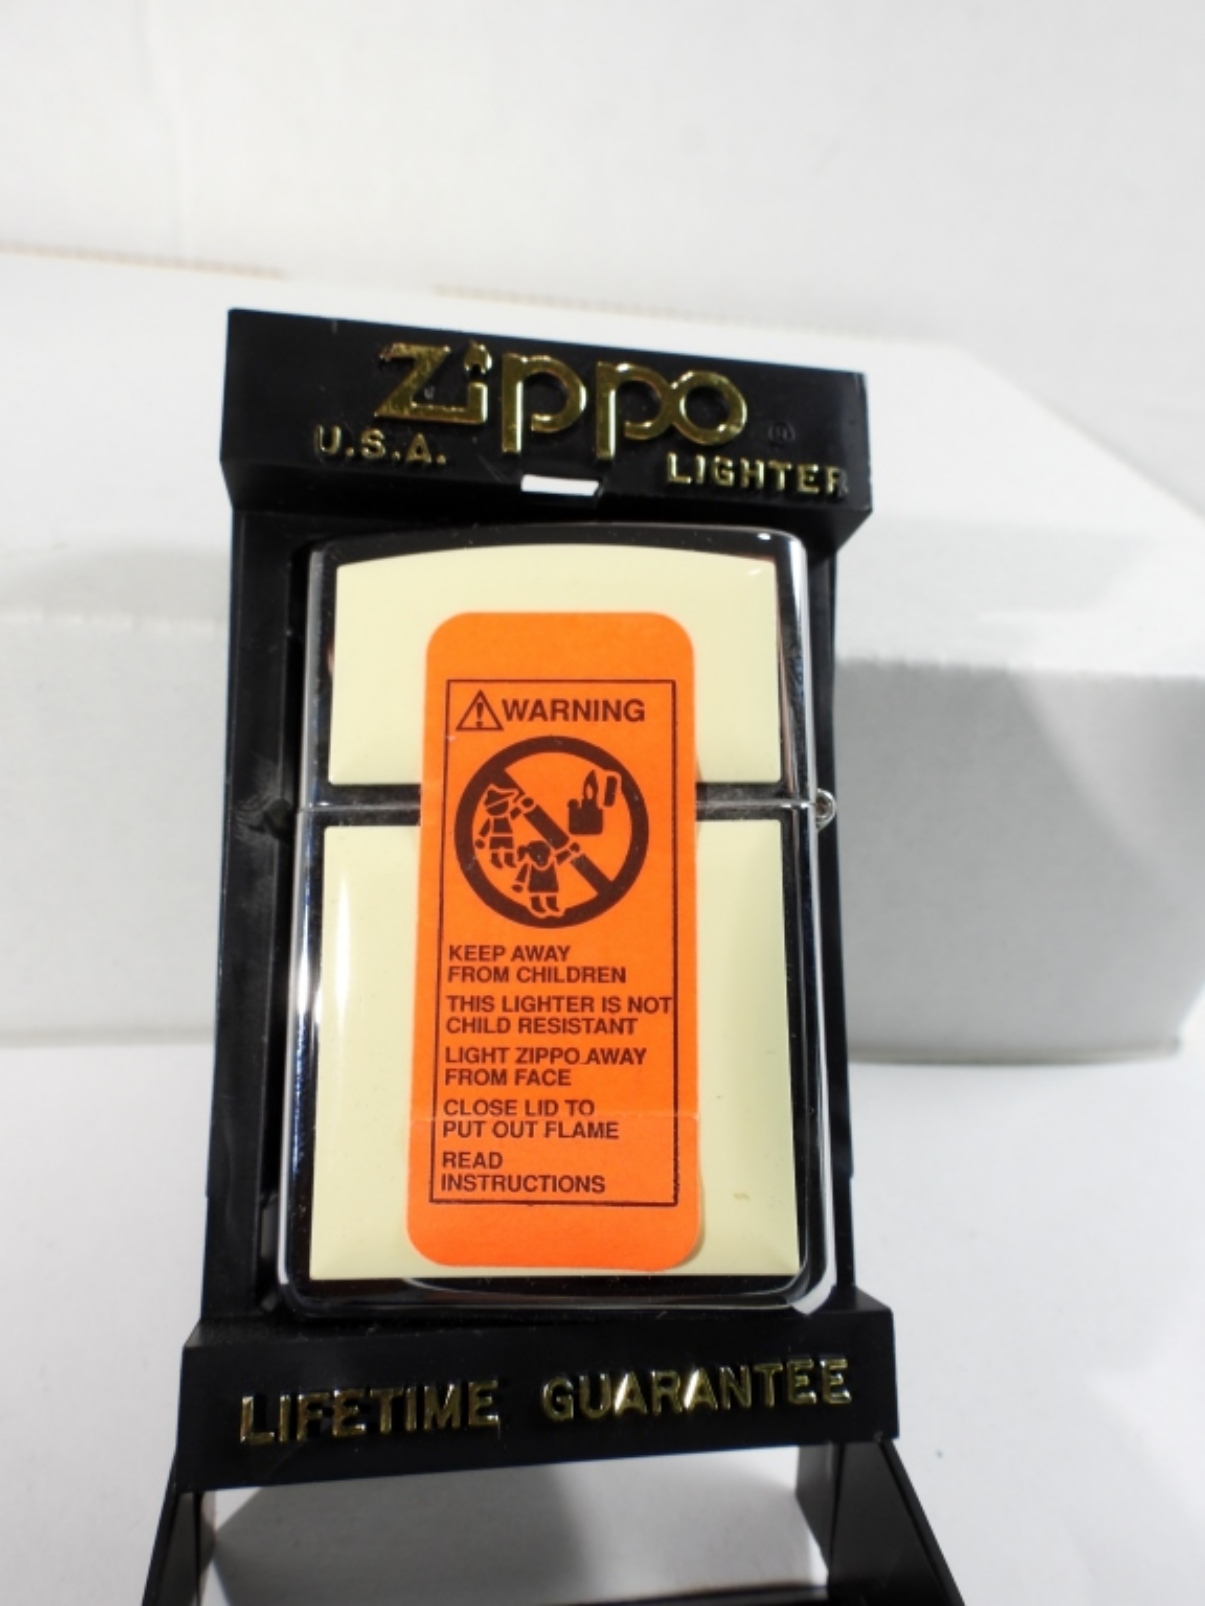 Zippo ®
U.S.A.
LIGHTER
WARNING
KEEP AWAY
FROM CHILDREN
THIS LIGHTER IS NOT
CHILD RESISTANT
LIGHT ZIPPO AWAY
FROM FACE
CLOSE LID TO
PUT OUT FLAME
READ
INSTRUCTIONS
LIFETIME GUARANTEE